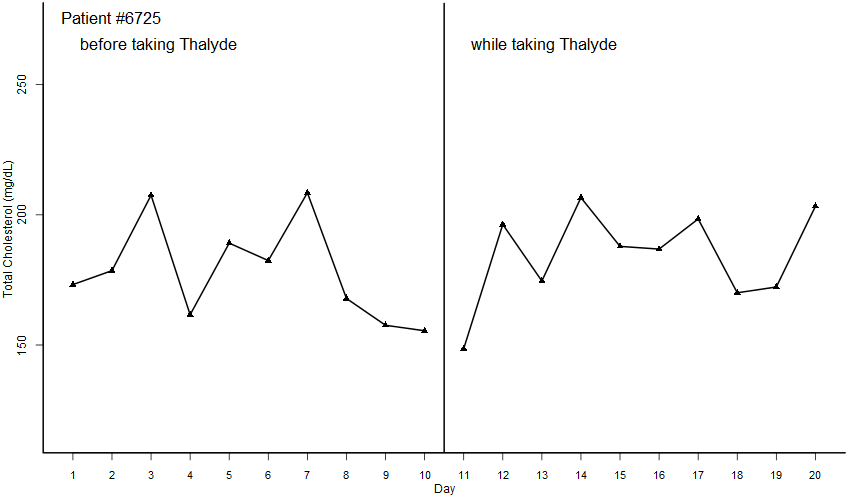 Patient #6725
before taking Thalyde
while taking Thalyde
Total Cholesterol (mg/dL)
250
200
150
1 2 3 4 5 6 7 8 9 10 11 12 13 14 15 16 17 18 19 20
Day